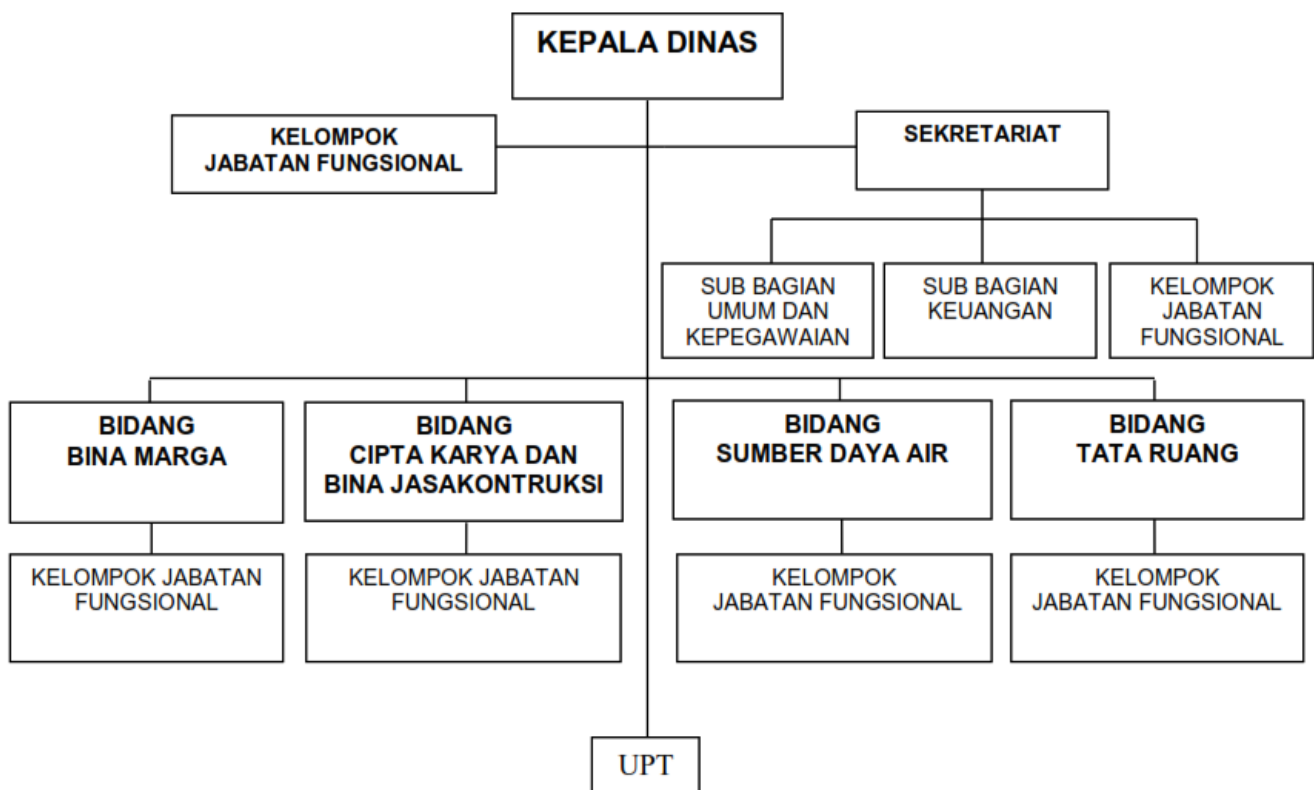 KEPALA DINAS
KELOMPOK
JABATAN FUNGSIONAL
SEKRETARIAT
SUB BAGIAN
UMUM DAN
KEPEGAWAIAN
SUB BAGIAN
KEUANGAN
KELOMPOK
JABATAN
FUNGSIONAL
BIDANG
BINA MARGA
BIDANG
CIPTA KARYA DAN
BINA JASAKONTRUKSI
BIDANG
SUMBER DAYA AIR
BIDANG
TATA RUANG
KELOMPOK JABATAN
FUNGSIONAL
KELOMPOK JABATAN
FUNGSIONAL
KELOMPOK
JABATAN FUNGSIONAL
KELOMPOK
JABATAN FUNGSIONAL
UPT